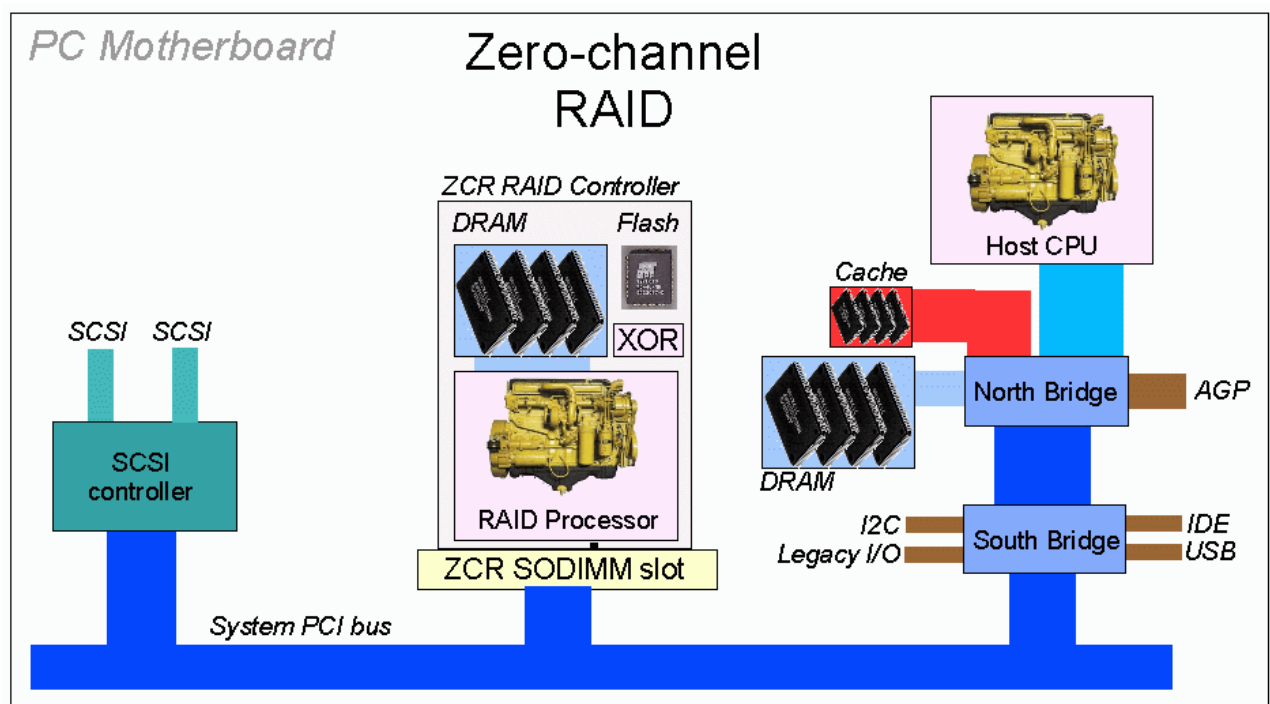 PC Motherboard
Zero-channel
RAID
ZCR RAID Controller
DRAM
Flash
XOR
RAID Processor
ZCR SODIMM slot
SCSI
SCSI
SCSI
controller
System PCI bus
Host CPU
Cache
North Bridge
AGP
DRAM
I2C
Legacy I/O
South Bridge
IDE
USB